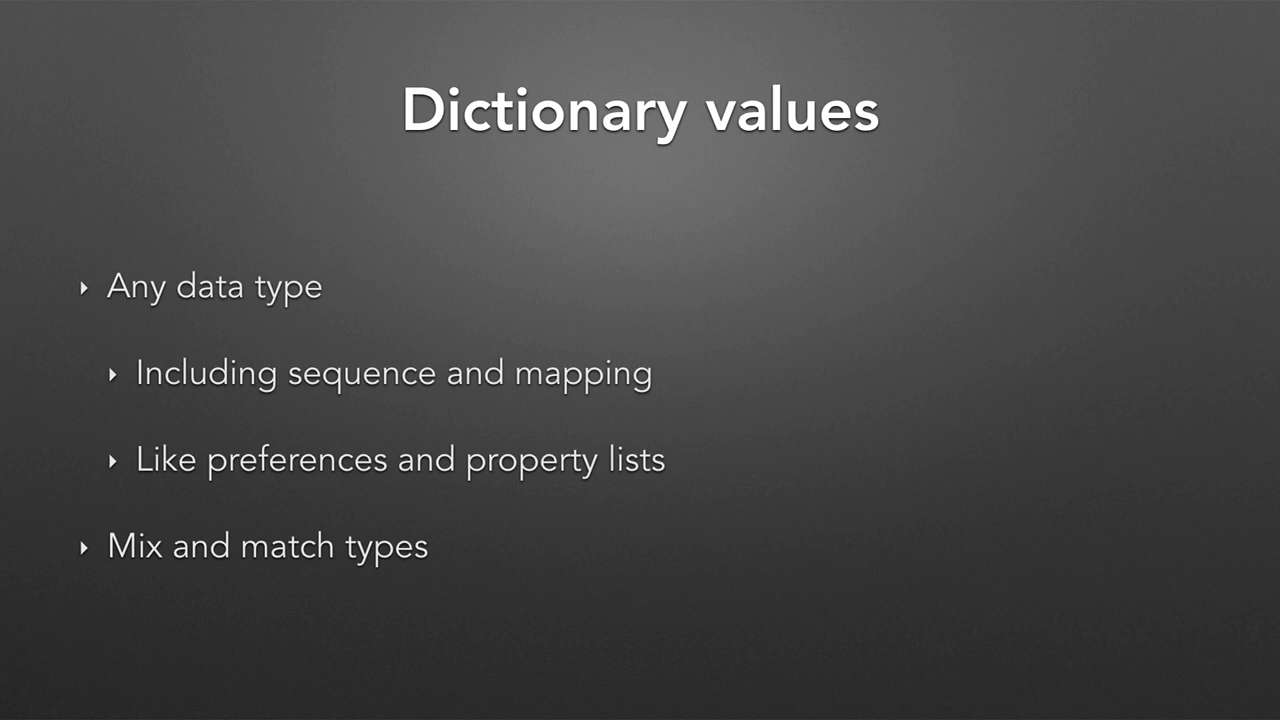 Dictionary values
Any data type
Including sequence and mapping
Like preferences and property lists
Mix and match types